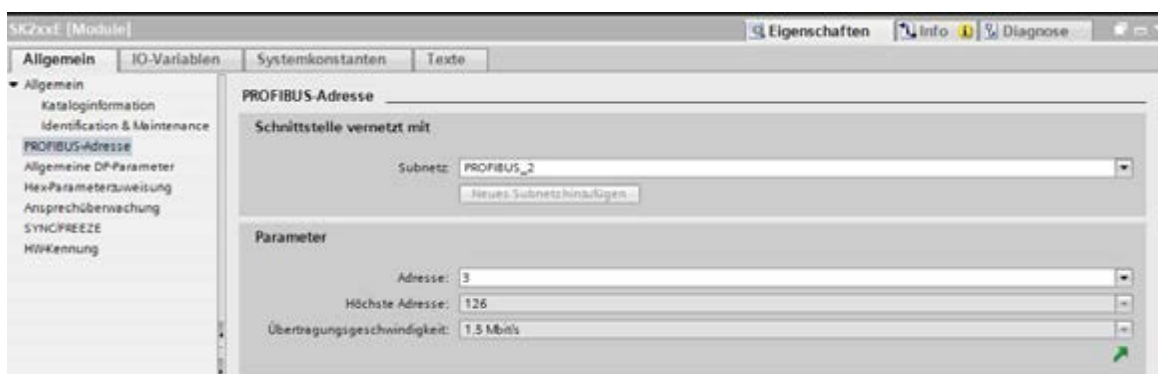 SK2xxE [Module]
Eigenschaften Info Diagnose
Allgemein IO-Variablen Systemkonstanten Texte
Allgemein
Kataloginformation
Identification & Maintenance
PROFIBUS-Adresse
Allgemeine DP-Parameter
Hex-Parameterzuweisung
Ansprechüberwachung
SYNC/FREEZE
HW-Kennung
PROFIBUS-Adresse
Schnittstelle vernetzt mit
Subnetz: PROFIBUS_2
Neues Subnetz hinzufügen
Parameter
Adresse: 3
Höchste Adresse: 126
Übertragungsgeschwindigkeit: 1.5 Mbit/s